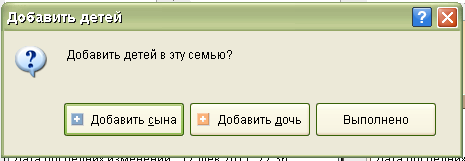 Добавить детей
Добавить детей в эту семью?
Добавить сына
Добавить дочь
Выполнено